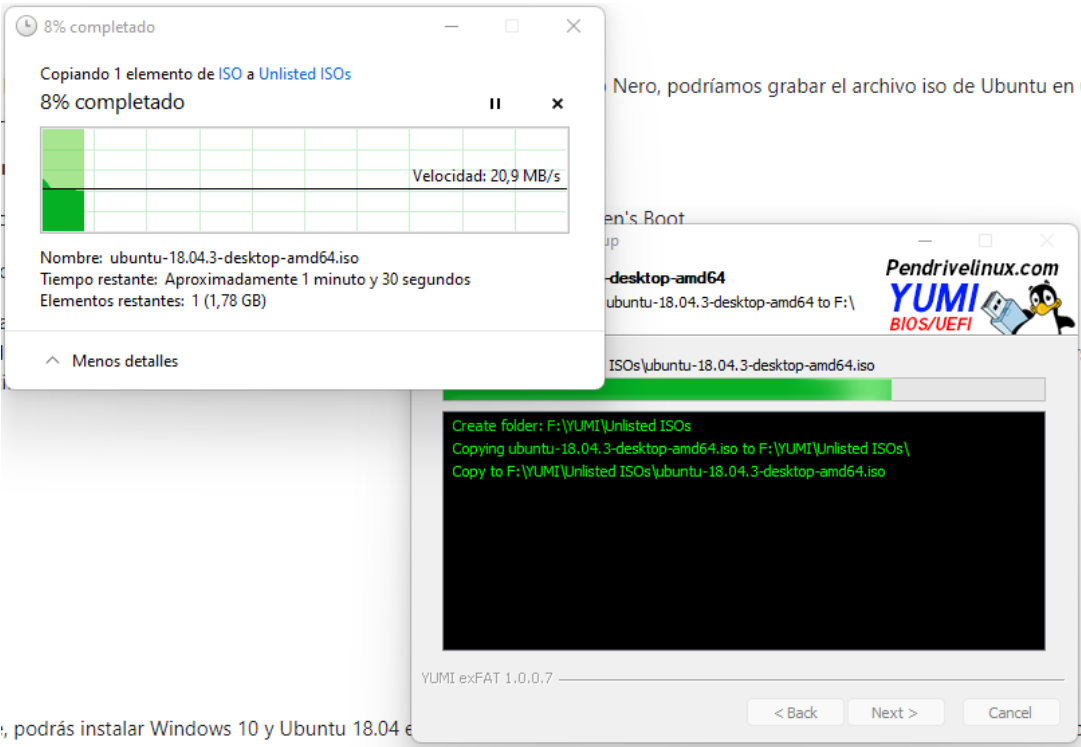 8% completado
Copiando 1 elemento de ISO a Unlisted ISOs
8% completado
Velocidad: 20,9 MB/s
Nombre: ubuntu-18.04.3-desktop-amd64.iso
Tiempo restante: Aproximadamente 1 minuto y 30 segundos
Elementos restantes: 1 (1,78 GB)
Menos detalles
Nero, podríamos grabar el archivo iso de Ubuntu en
en's Boot
up
-desktop-amd64
ubuntu-18.04.3-desktop-amd64 to F:\
Pendrivelinux.com
YUMI
BIOS/UEFI
ISOs\ubuntu-18.04.3-desktop-amd64.iso
Create folder: F:\YUMI\Unlisted ISOs
Copying ubuntu-18.04.3-desktop-amd64.iso to F:\YUMI\Unlisted ISOs\
Copy to F:\YUMI\Unlisted ISOs\ubuntu-18.04.3-desktop-amd64.iso
YUMI exFAT 1.0.0.7
< Back
Next >
Cancel
, podrás instalar Windows 10 y Ubuntu 18.04 e